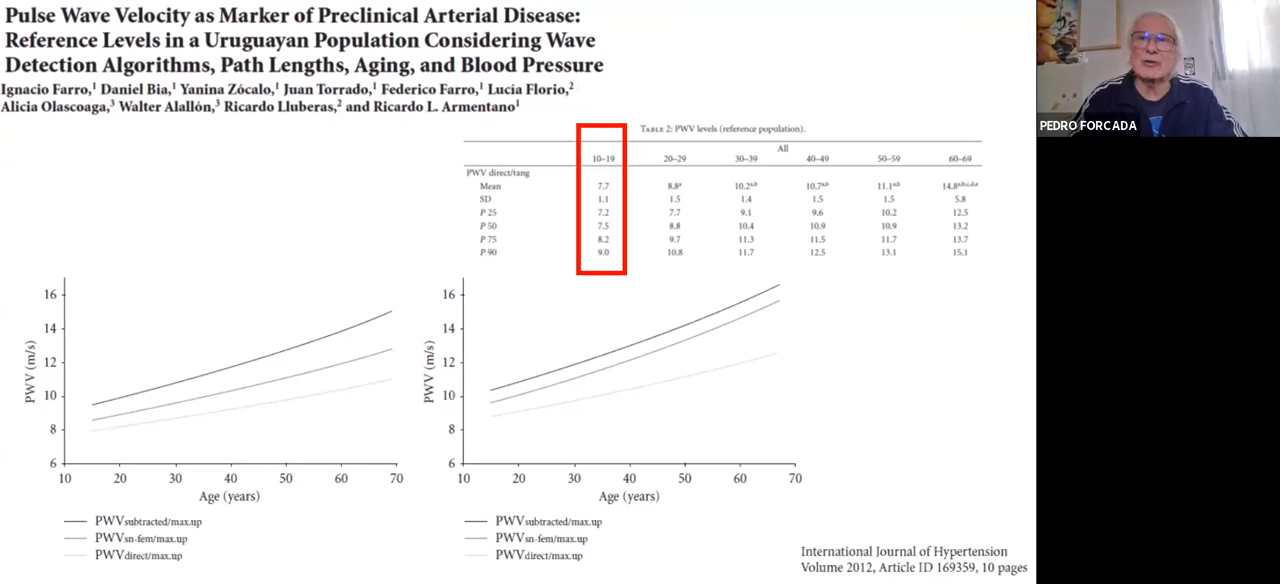 Pulse Wave Velocity as Marker of Preclinical Arterial Disease:
Reference Levels in a Uruguayan Population Considering Wave
Detection Algorithms, Path Lengths, Aging, and Blood Pressure
Ignacio Farro,1 Daniel Bia,1 Yanina Zócalo,1 Juan Torrado,1 Federico Farro,1 Lucía Florio,2
Alicia Olascoaga,3 Walter Alallón,3 Ricardo Lluberas,2 and Ricardo L. Armentano1
PEDRO FORCADA
TABLE 2: PWV levels (reference population).
All
10–19 20–29 30–39 40–49 50–59 60–69
PWV direct/tang
Mean 7.7 8.8a 10.2a,b 10.7a,b 11.1a,b 14.8a,b,c,d,e
SD 1.1 1.5 1.4 1.5 1.5 5.8
P 25 7.2 7.7 9.1 9.6 10.2 12.5
P 50 7.5 8.8 10.4 10.9 10.9 13.2
P 75 8.2 9.7 11.3 11.5 11.7 13.7
P 90 9.0 10.8 11.7 12.5 13.1 15.1
PWV (m/s)
16
14
12
10
8
6
10 20 30 40 50 60 70
Age (years)
PWVsubtracted/max.up
PWVsn-fem/max.up
PWVdirect/max.up
PWV (m/s)
16
14
12
10
8
6
10 20 30 40 50 60 70
Age (years)
PWVsubtracted/max.up
PWVsn-fem/max.up
PWVdirect/max.up
International Journal of Hypertension
Volume 2012, Article ID 169359, 10 pages